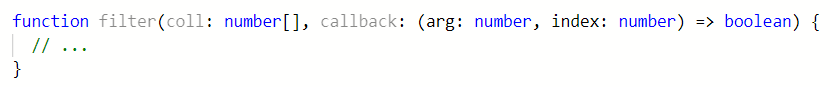 function filter(coll: number[], callback: (arg: number, index: number) => boolean) {
  // ...
}